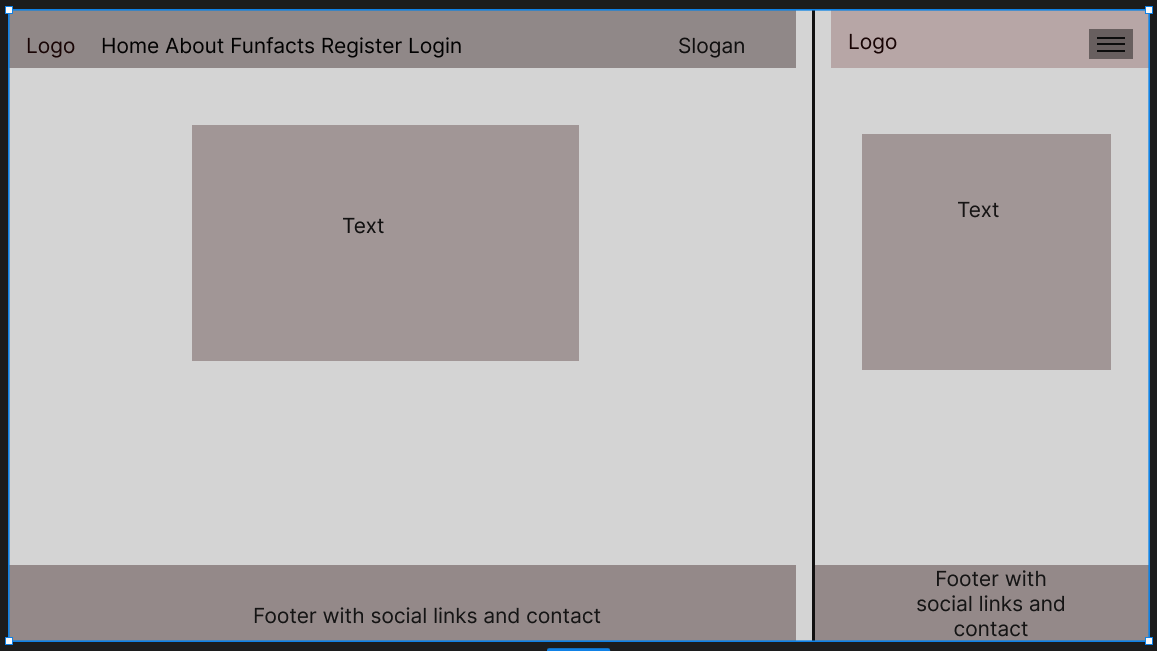 Logo
Home About Funfacts Register Login
Slogan
Text
Footer with social links and contact
Logo
Text
Footer with
social links and
contact